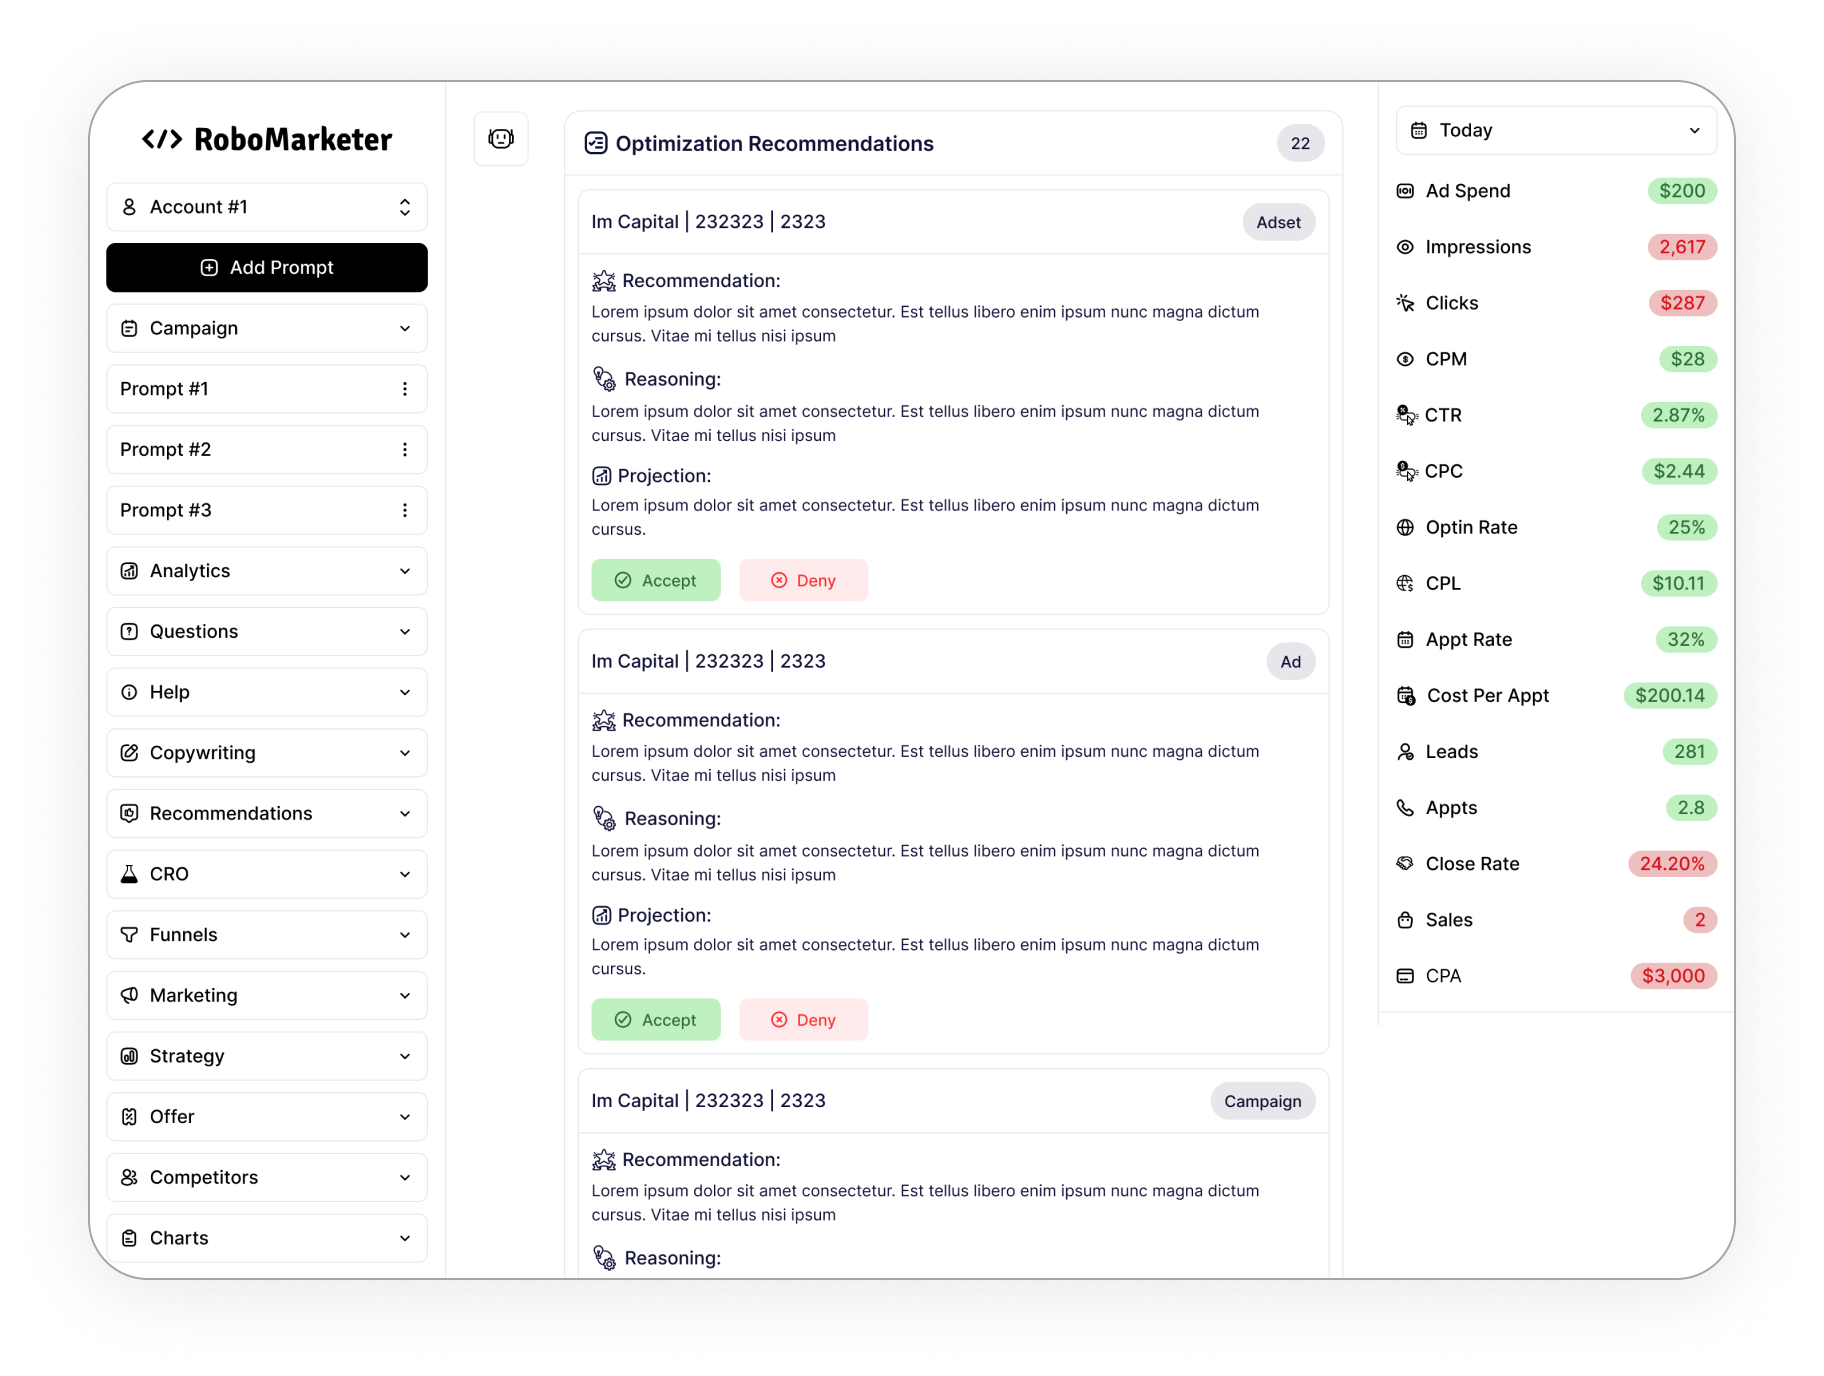 </> RoboMarketer
Account #1
Add Prompt
Campaign
Prompt #1
Prompt #2
Prompt #3
Analytics
Questions
Help
Copywriting
Recommendations
CRO
Funnels
Marketing
Strategy
Offer
Competitors
Charts
Optimization Recommendations 22
Im Capital | 232323 | 2323 Adset
Recommendation:
Lorem ipsum dolor sit amet consectetur. Est tellus libero enim ipsum nunc magna dictum
cursus. Vitae mi tellus nisi ipsum
Reasoning:
Lorem ipsum dolor sit amet consectetur. Est tellus libero enim ipsum nunc magna dictum
cursus. Vitae mi tellus nisi ipsum
Projection:
Lorem ipsum dolor sit amet consectetur. Est tellus libero enim ipsum nunc magna dictum
cursus.
Accept Deny
Im Capital | 232323 | 2323 Ad
Recommendation:
Lorem ipsum dolor sit amet consectetur. Est tellus libero enim ipsum nunc magna dictum
cursus. Vitae mi tellus nisi ipsum
Reasoning:
Lorem ipsum dolor sit amet consectetur. Est tellus libero enim ipsum nunc magna dictum
cursus. Vitae mi tellus nisi ipsum
Projection:
Lorem ipsum dolor sit amet consectetur. Est tellus libero enim ipsum nunc magna dictum
cursus.
Accept Deny
Im Capital | 232323 | 2323 Campaign
Recommendation:
Lorem ipsum dolor sit amet consectetur. Est tellus libero enim ipsum nunc magna dictum
cursus. Vitae mi tellus nisi ipsum
Reasoning:
Today
Ad Spend $200
Impressions 2,617
Clicks $287
CPM $28
CTR 2.87%
CPC $2.44
Optin Rate 25%
CPL $10.11
Appt Rate 32%
Cost Per Appt $200.14
Leads 281
Appts 2.8
Close Rate 24.20%
Sales 2
CPA $3,000